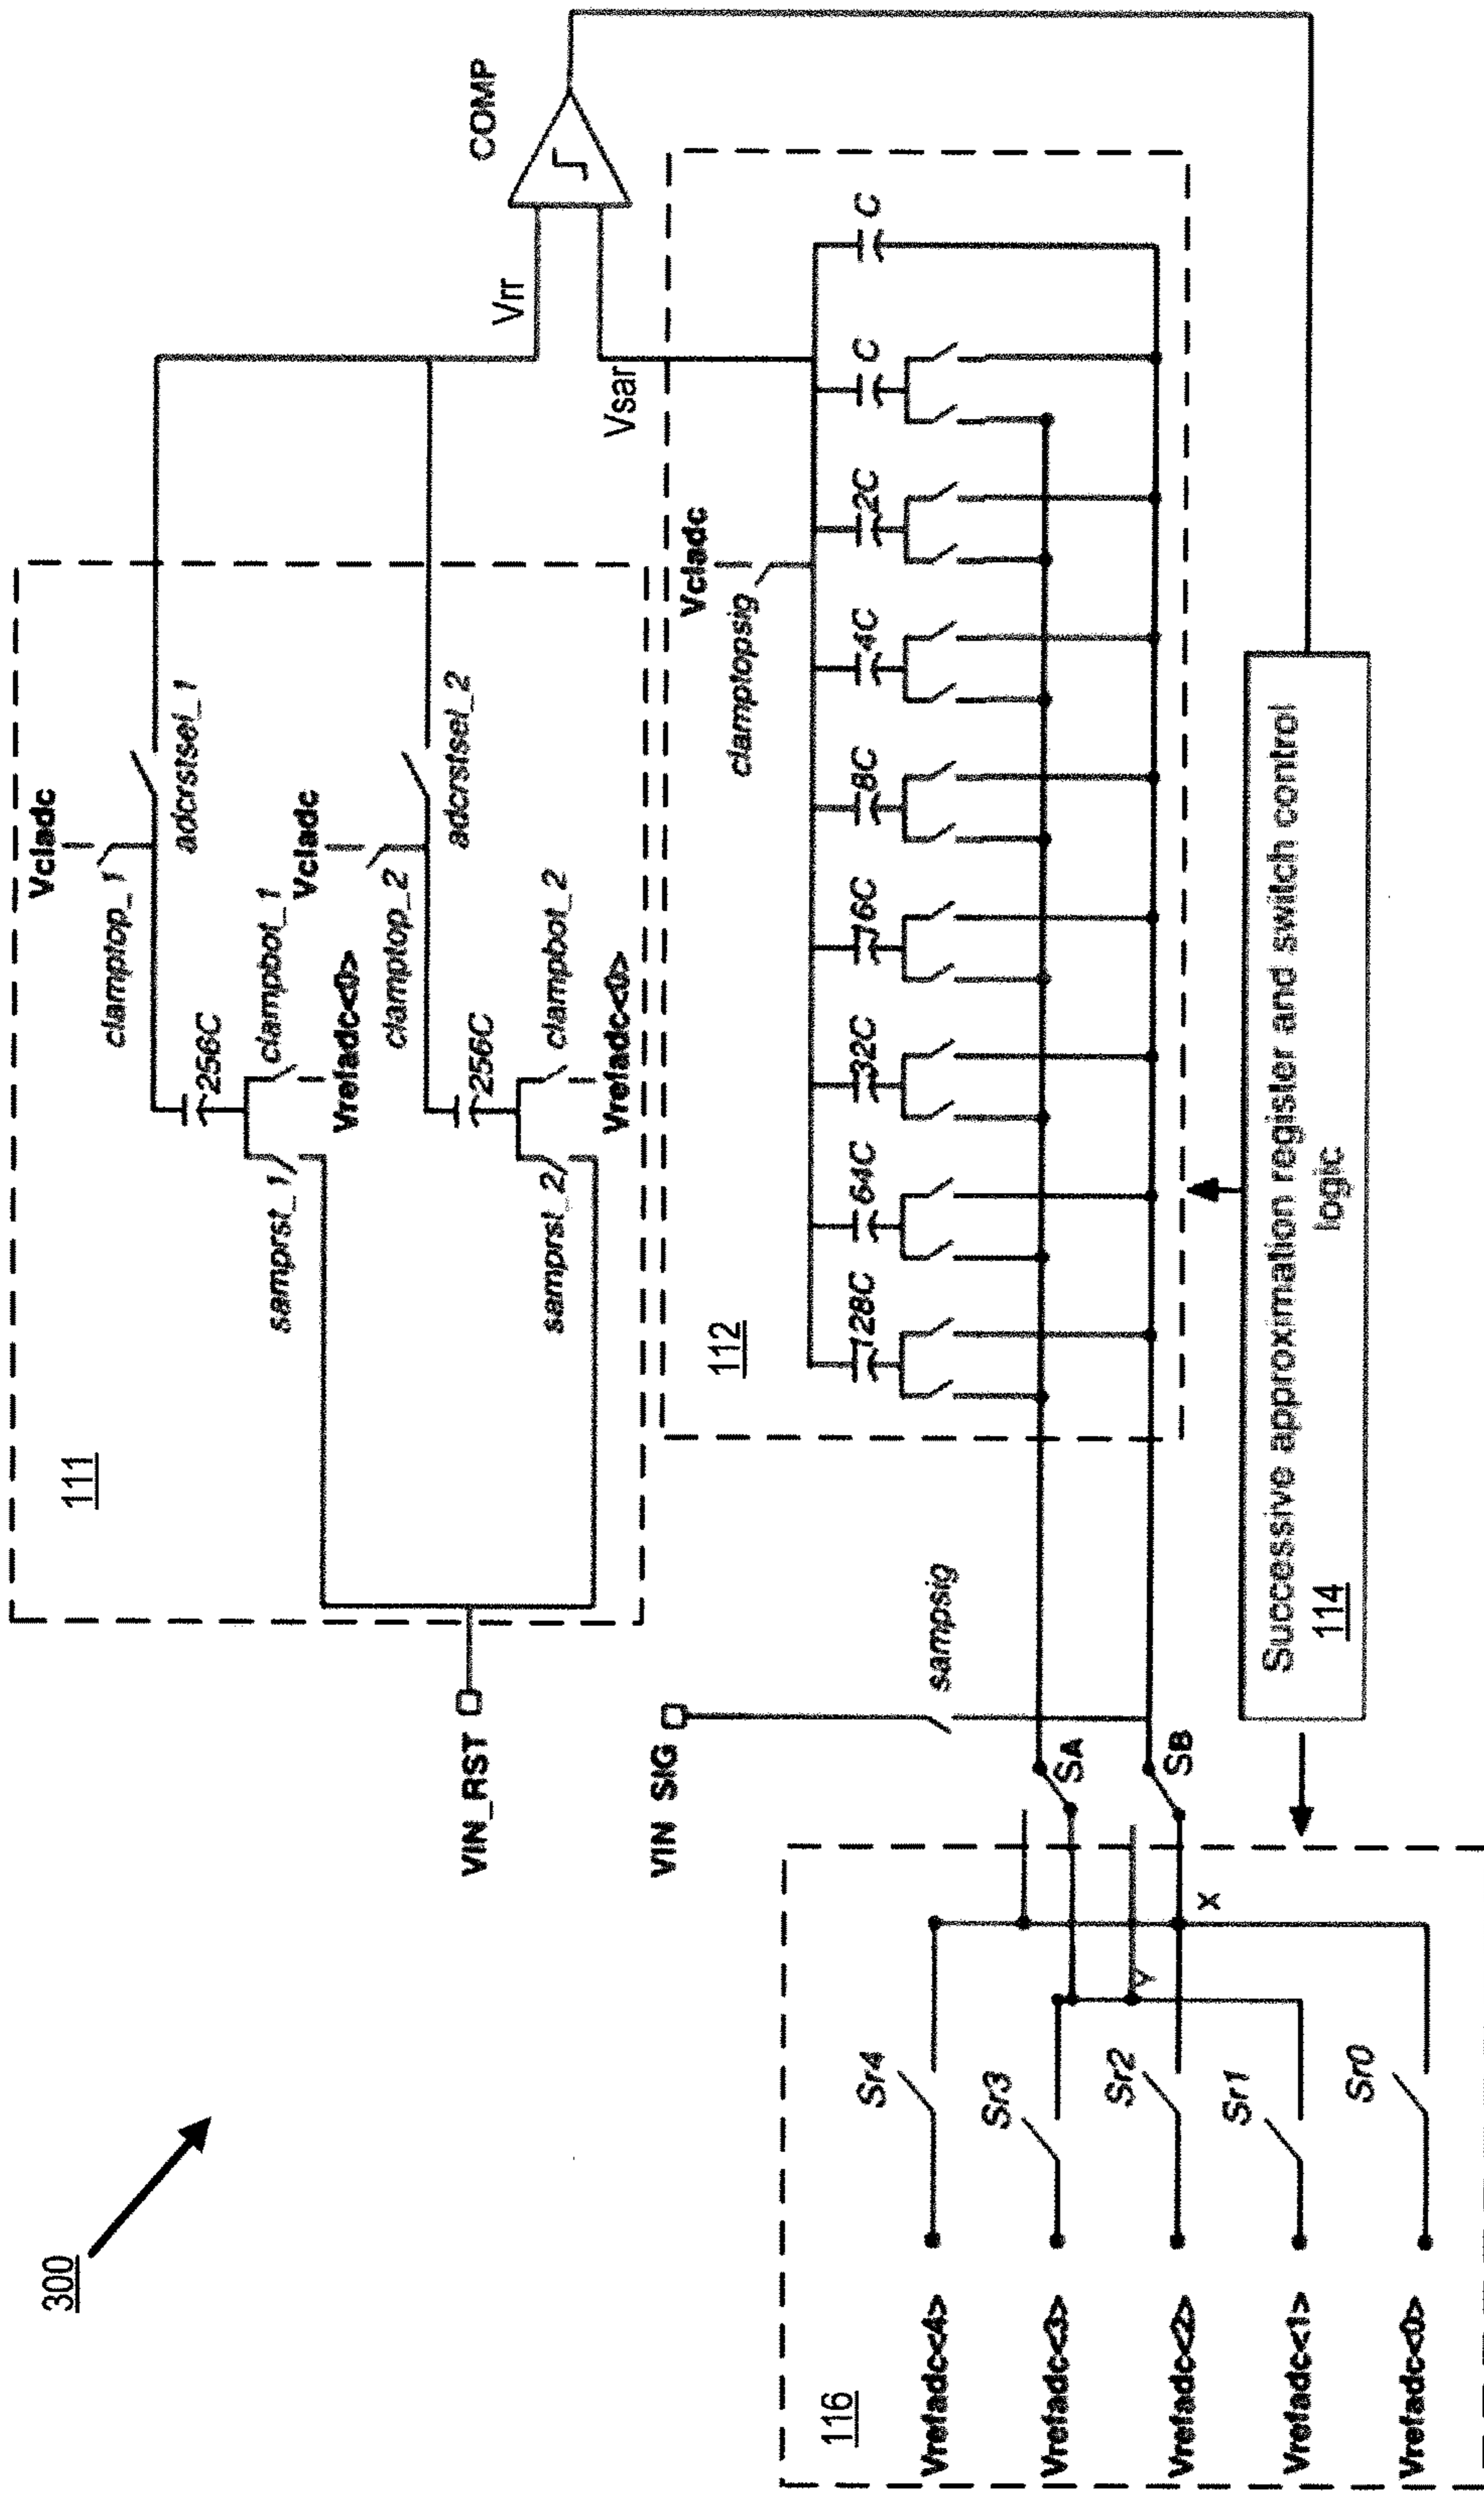 300
111
Vcladc
clamptop_1
adcrstsel_1
256C
samprst_1
clampbot_1
Vrefadc<0>
Vcladc
clamptop_2
adcrstsel_2
256C
samprst_2
clampbot_2
Vrefadc<0>
VIN_RST
Vrr
COMP
Vsar
VIN SIG
sampsig
112
Vcladc
clamptopsig
128C
64C
32C
16C
8C
4C
2C
C
C
116
Vrefadc<4>
Sr4
Vrefadc<3>
Sr3
Vrefadc<2>
Sr2
Vrefadc<1>
Sr1
Vrefadc<0>
Sr0
Y
X
SA
SB
Successive approximation register and switch control
logic
114